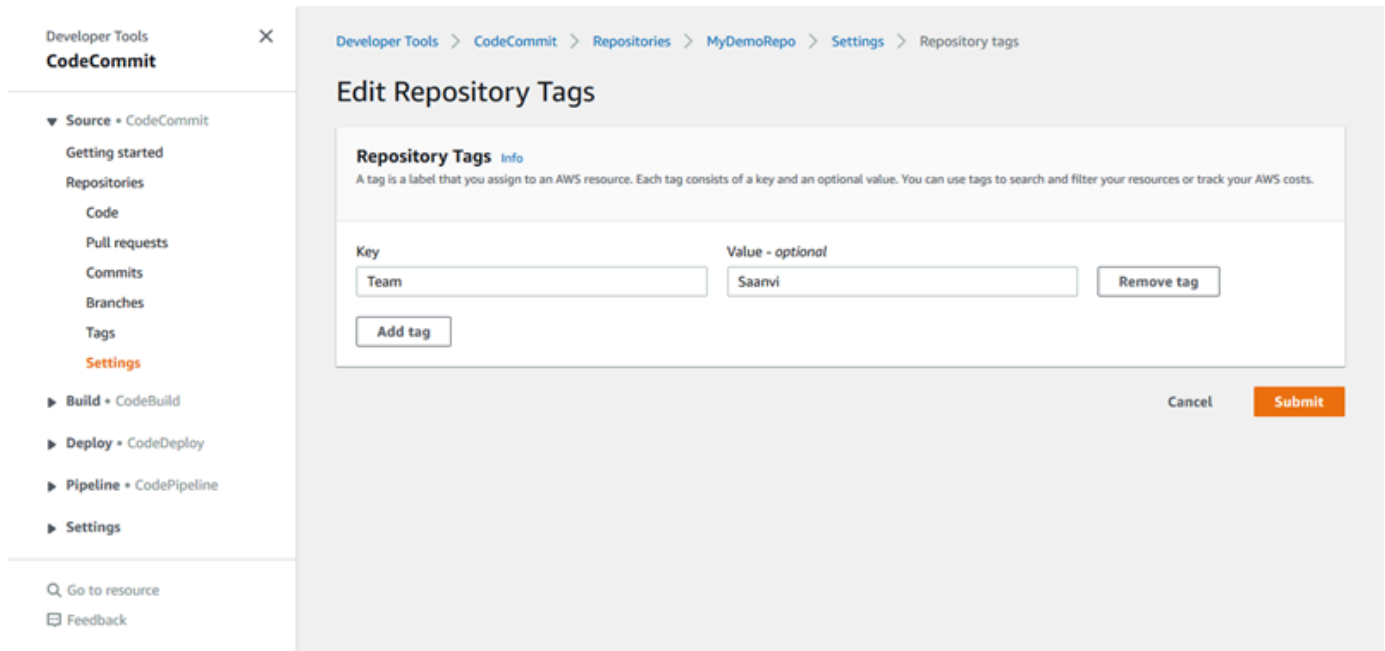 Developer Tools
CodeCommit
Source • CodeCommit
Getting started
Repositories
Code
Pull requests
Commits
Branches
Tags
Settings
Build • CodeBuild
Deploy • CodeDeploy
Pipeline • CodePipeline
Settings
Go to resource
Feedback
Developer Tools > CodeCommit > Repositories > MyDemoRepo > Settings > Repository tags
Edit Repository Tags
Repository Tags Info
A tag is a label that you assign to an AWS resource. Each tag consists of a key and an optional value. You can use tags to search and filter your resources or track your AWS costs.
Key Value - optional
Team Saanvi Remove tag
Add tag
Cancel Submit